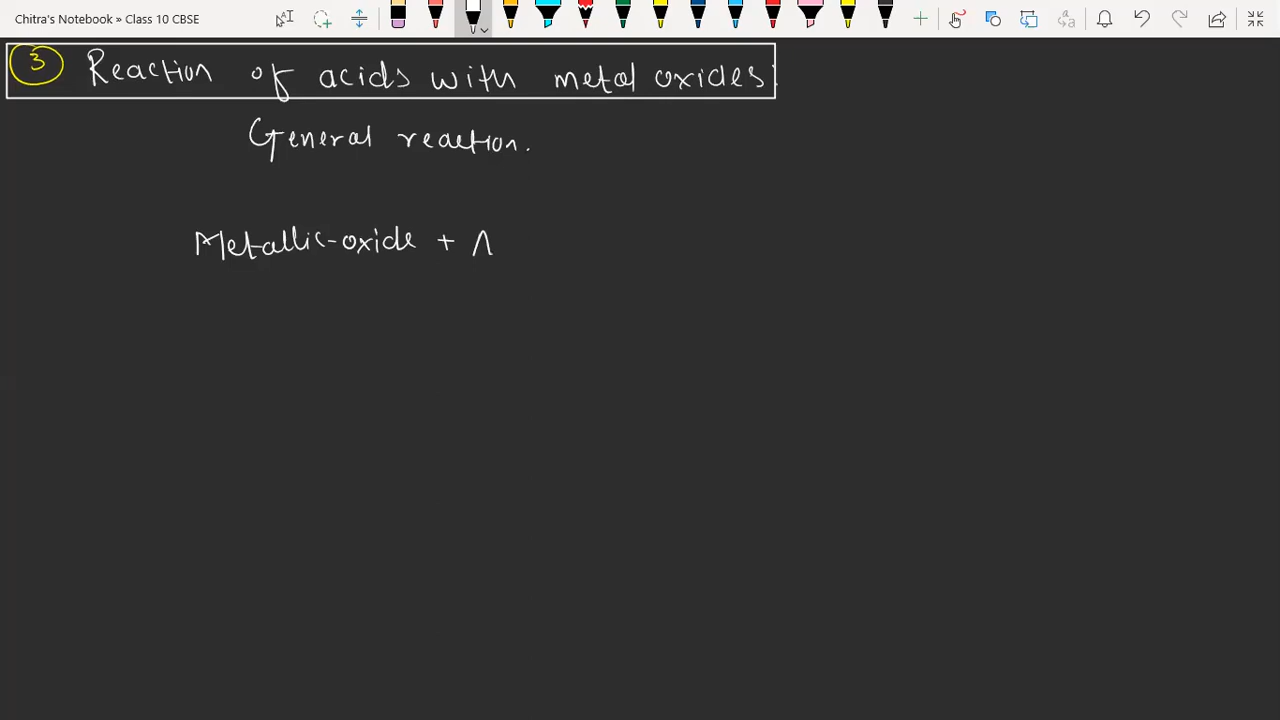 Chitra's Notebook » Class 10 CBSE
3 Reaction of acids with metal oxides:
General reaction.
Metallic-oxide + Λ